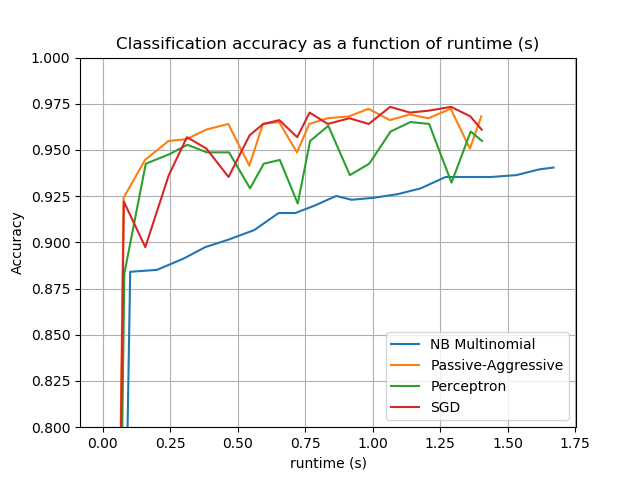 Classification accuracy as a function of runtime (s)
1.000
0.975
0.950
0.925
0.900
0.875
0.850
0.825
0.800
Accuracy
NB Multinomial
Passive-Aggressive
Perceptron
SGD
0.00 0.25 0.50 0.75 1.00 1.25 1.50 1.75
runtime (s)